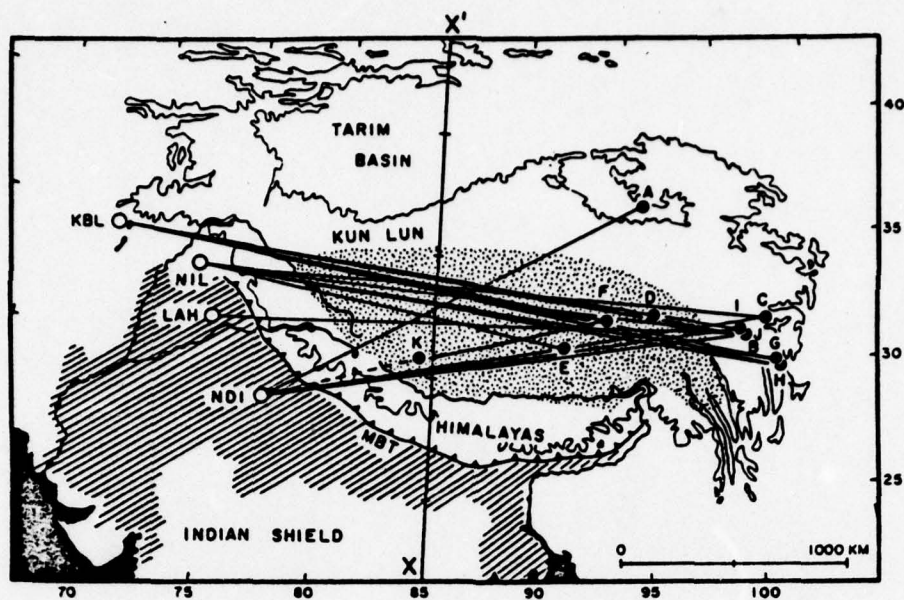 X'
40
TARIM
BASIN
A
KBL
35
KUN LUN
NIL
F
D
I
C
LAH
B
K
E
G
30
H
NDI
HIMALAYAS
MBT
25
INDIAN SHIELD
X
0
1000 KM
70
75
80
85
90
95
100